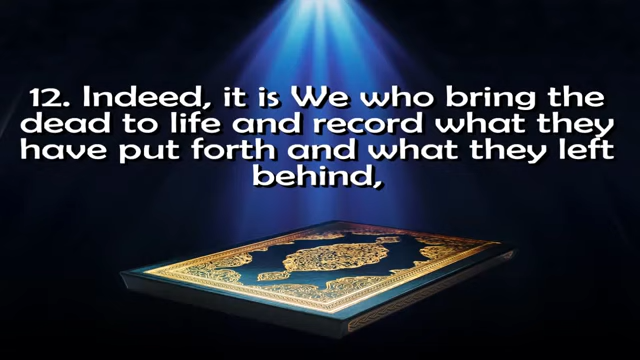 12. Indeed, it is We who bring the
dead to life and record what they
have put forth and what they left
behind,